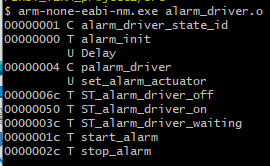 $ arm-none-eabi-nm.exe alarm_driver.o
00000001 C alarm_driver_state_id
00000000 T alarm_init
         U Delay
00000004 C palarm_driver
         U set_alarm_actuator
0000006c T ST_alarm_driver_off
00000050 T ST_alarm_driver_on
0000003c T ST_alarm_driver_waiting
0000001c T start_alarm
0000002c T stop_alarm